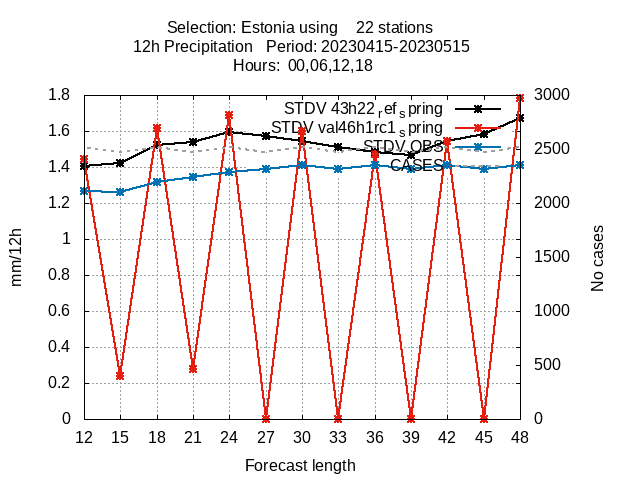 Selection: Estonia using    22 stations
12h Precipitation   Period: 20230415-20230515
Hours:  00,06,12,18
STDV 43h22_ref_spring
STDV val46h1rc1_spring
STDV OBS
CASES
mm/12h
No cases
1.8
1.6
1.4
1.2
1
0.8
0.6
0.4
0.2
0
3000
2500
2000
1500
1000
500
0
12 15 18 21 24 27 30 33 36 39 42 45 48
Forecast length